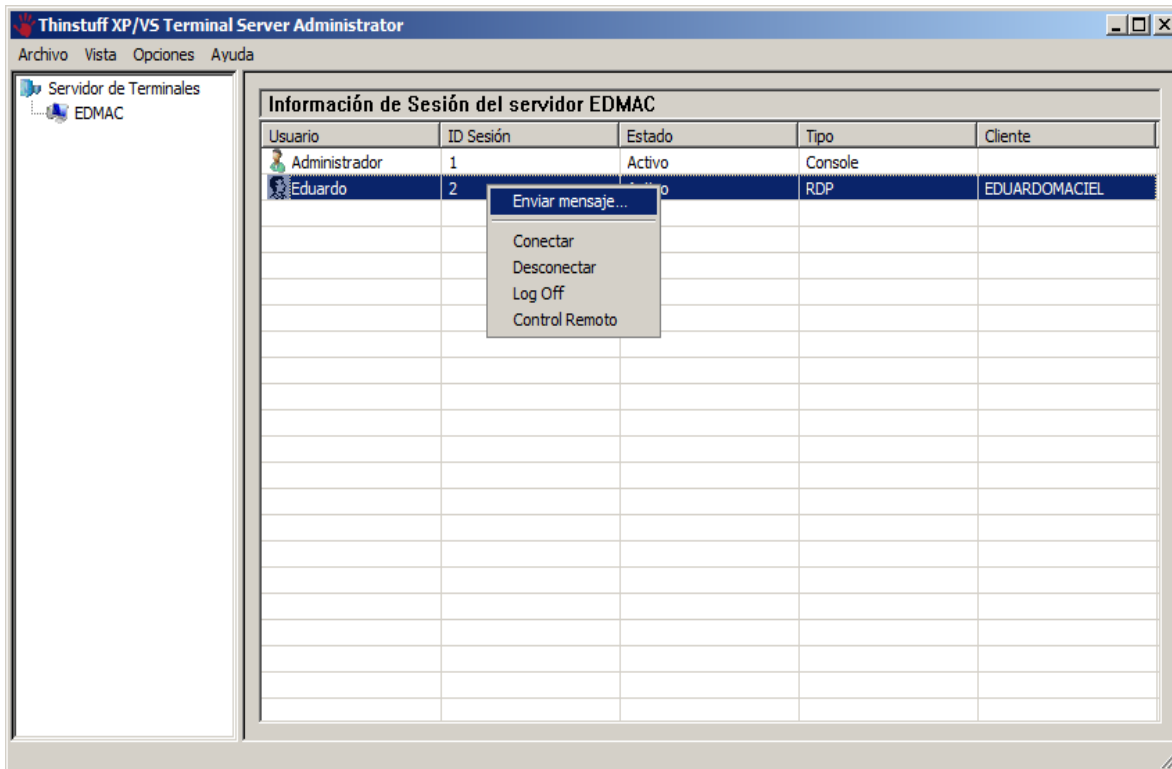 Thinstuff XP/VS Terminal Server Administrator
Archivo Vista Opciones Ayuda
Servidor de Terminales
EDMAC
Información de Sesión del servidor EDMAC
Usuario ID Sesión Estado Tipo Cliente
Administrador 1 Activo Console
Eduardo 2 RDP EDUARDOMACIEL
Enviar mensaje...
Conectar
Desconectar
Log Off
Control Remoto